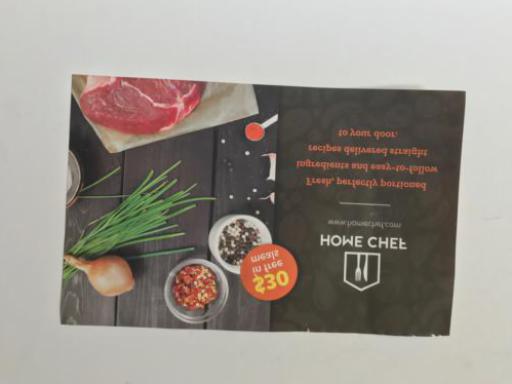 HOME CHEF
www.homechef.com
Fresh, perfectly portioned
ingredients and easy-to-follow
recipes delivered straight
to your door.
$30
in free
meals